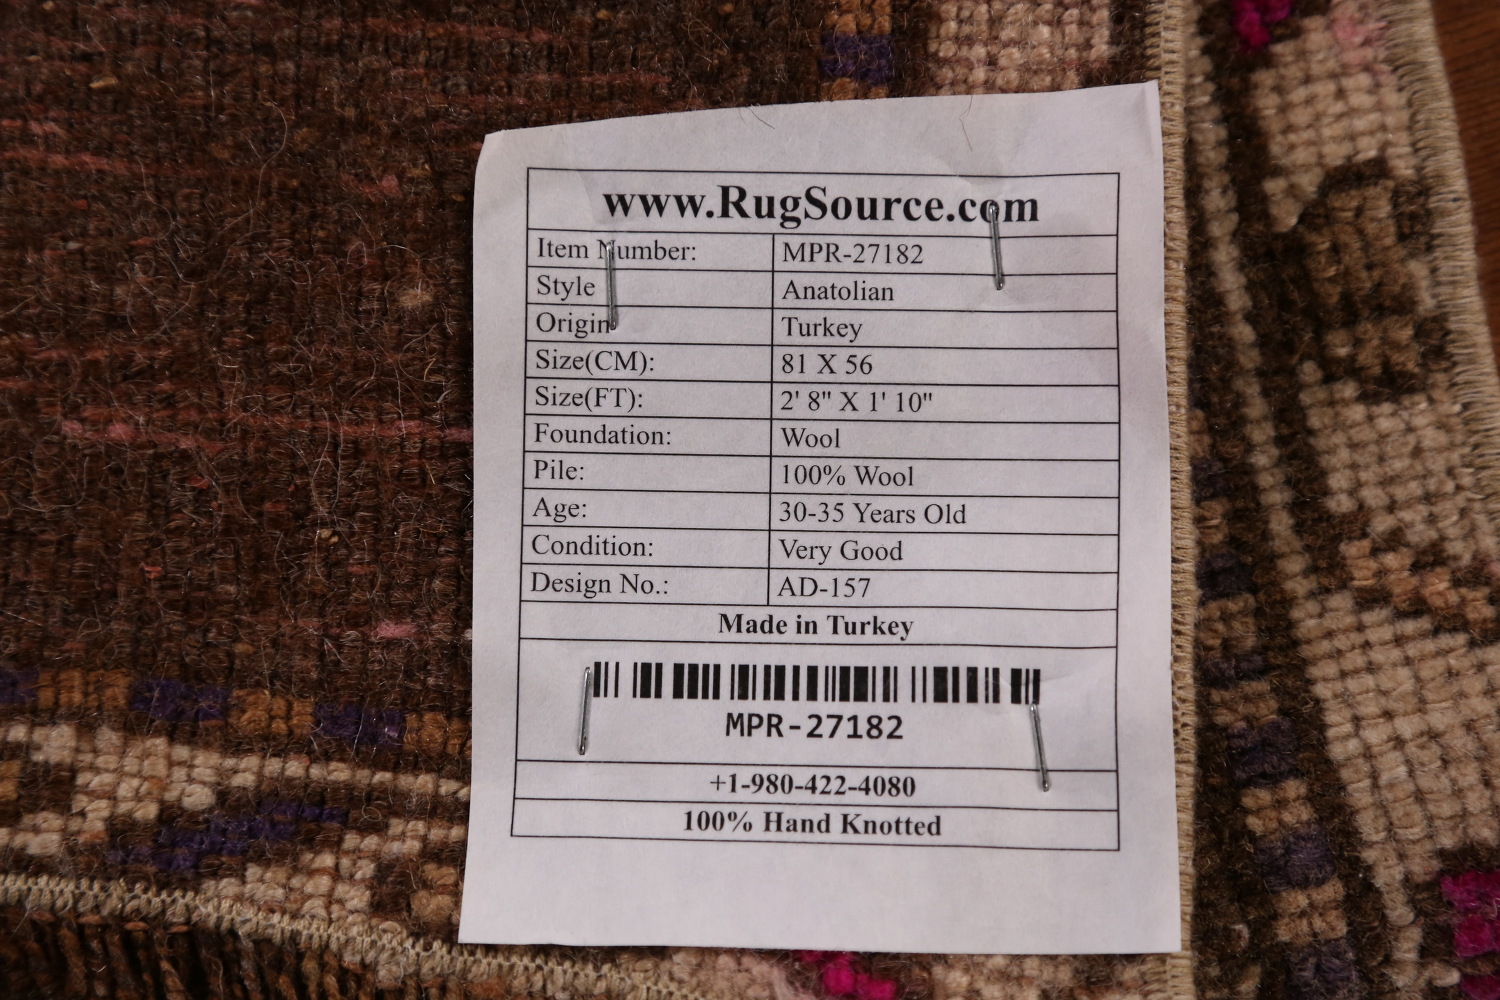 www.RugSource.com
Item Number: MPR-27182
Style Anatolian
Origin Turkey
Size(CM): 81 X 56
Size(FT): 2' 8" X 1' 10"
Foundation: Wool
Pile: 100% Wool
Age: 30-35 Years Old
Condition: Very Good
Design No.: AD-157
Made in Turkey
MPR-27182
+1-980-422-4080
100% Hand Knotted